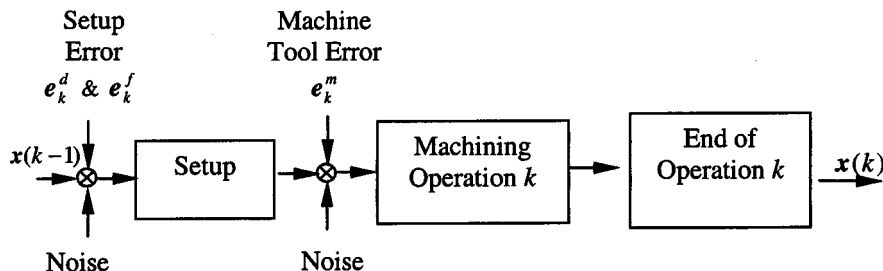 Setup
Error
e_k^d & e_k^f
Machine
Tool Error
e_k^m
x(k−1)
Setup
Machining
Operation k
End of
Operation k
x(k)
Noise
Noise